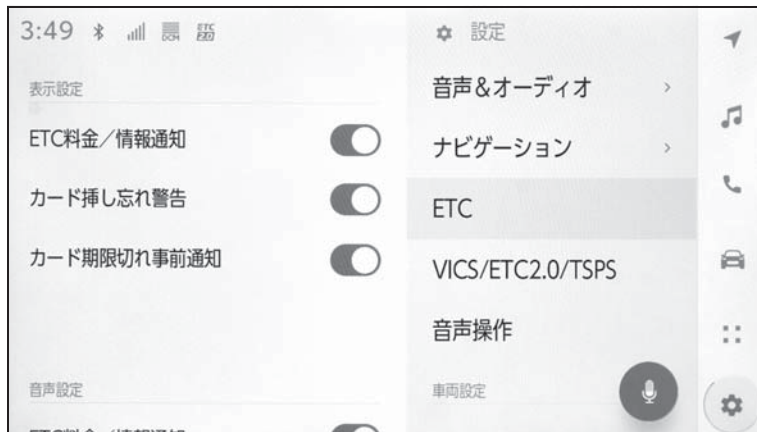 3:49
表示設定
ETC料金／情報通知
カード挿し忘れ警告
カード期限切れ事前通知
音声設定
設定
音声＆オーディオ
ナビゲーション
ETC
VICS/ETC2.0/TSPS
音声操作
車両設定